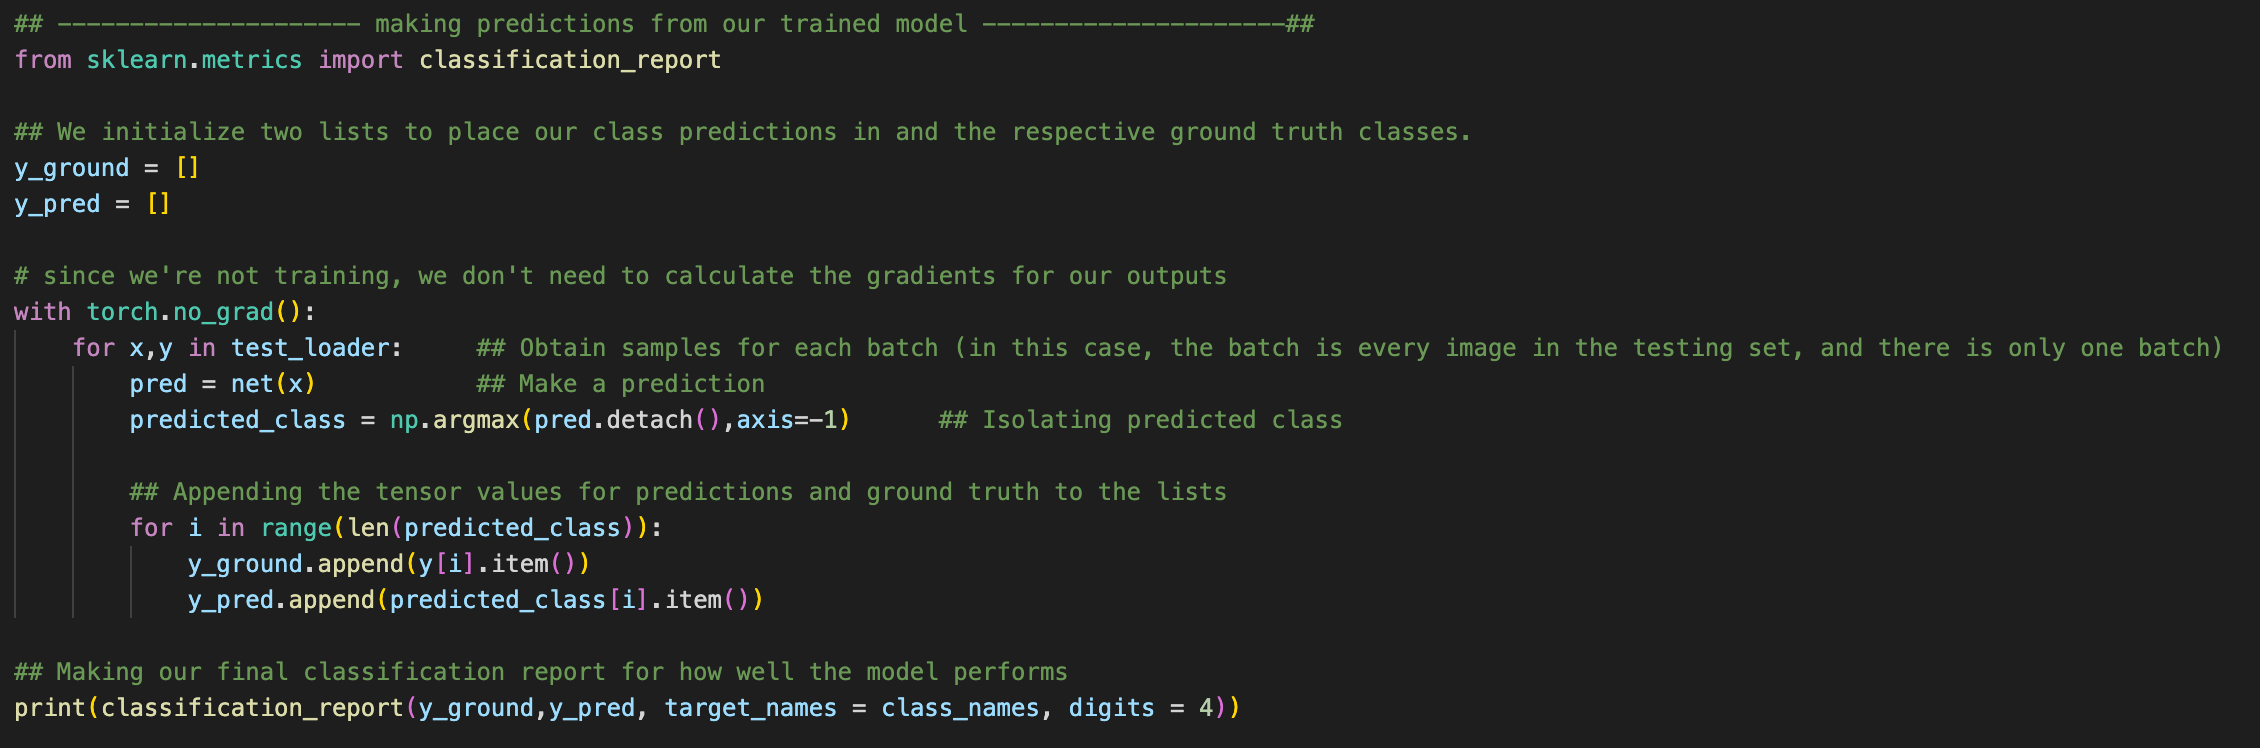 ## --------------------- making predictions from our trained model ---------------------##
from sklearn.metrics import classification_report
## We initialize two lists to place our class predictions in and the respective ground truth classes.
y_ground = []
y_pred = []
# since we're not training, we don't need to calculate the gradients for our outputs
with torch.no_grad():
    for x,y in test_loader:     ## Obtain samples for each batch (in this case, the batch is every image in the testing set, and there is only one batch)
        pred = net(x)           ## Make a prediction
        predicted_class = np.argmax(pred.detach(),axis=-1)      ## Isolating predicted class
        ## Appending the tensor values for predictions and ground truth to the lists
        for i in range(len(predicted_class)):
            y_ground.append(y[i].item())
            y_pred.append(predicted_class[i].item())
## Making our final classification report for how well the model performs
print(classification_report(y_ground,y_pred, target_names = class_names, digits = 4))